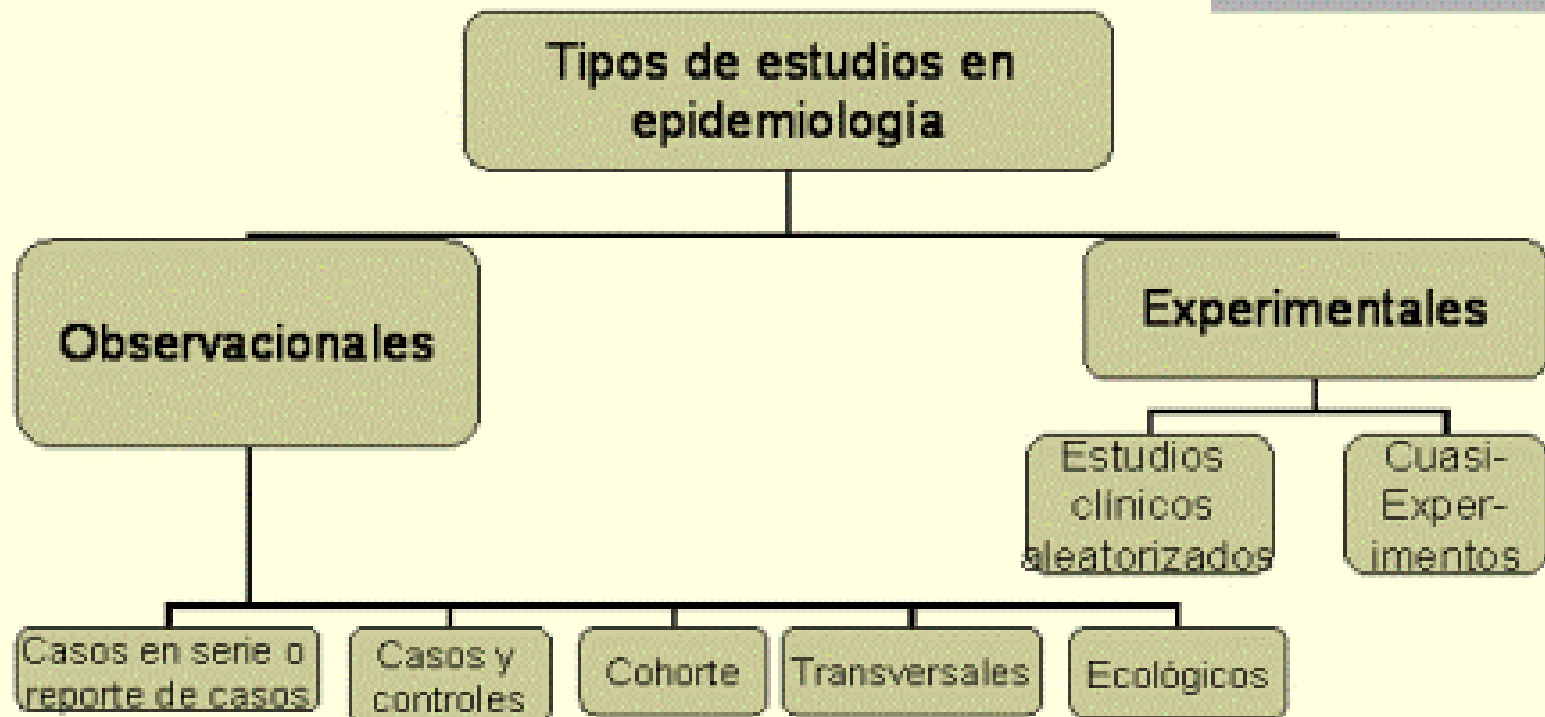 Tipos de estudios en
epidemiología
Observacionales
Experimentales
Estudios
clínicos
aleatorizados
Cuasi-
Exper-
imentos
Casos en serie o
reporte de casos
Casos y
controles
Cohorte
Transversales
Ecológicos